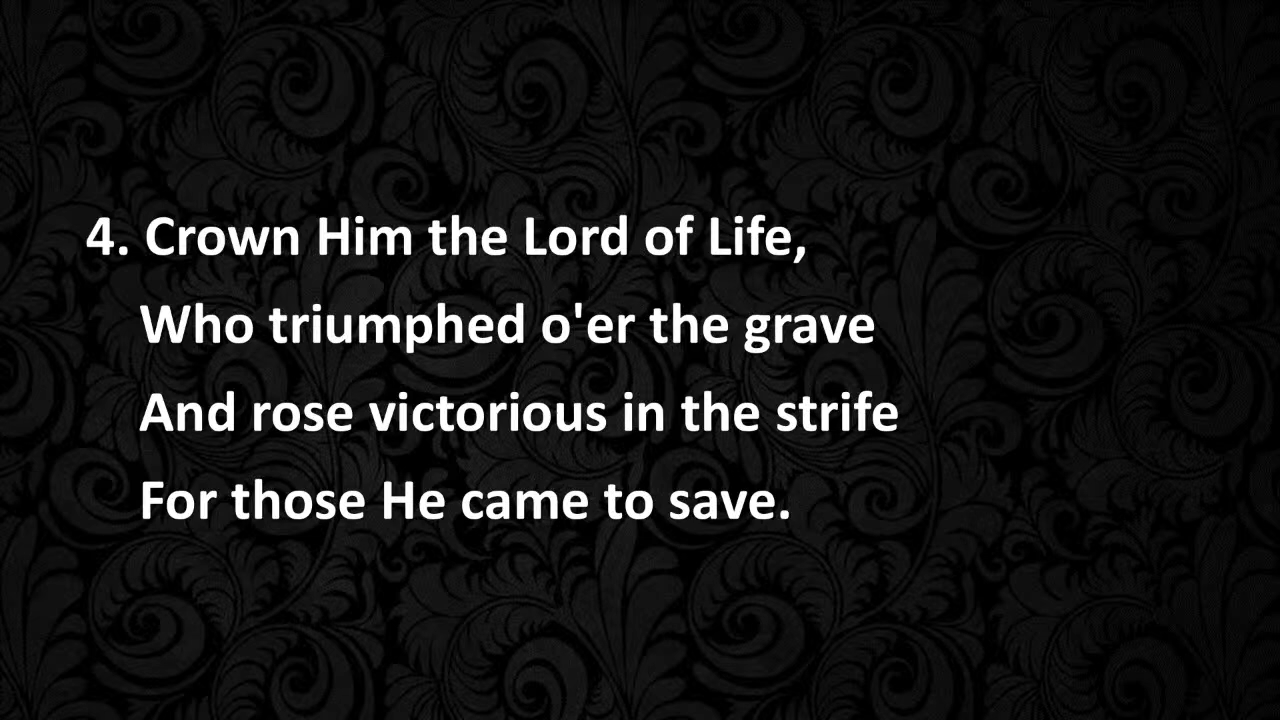 4. Crown Him the Lord of Life,
Who triumphed o'er the grave
And rose victorious in the strife
For those He came to save.